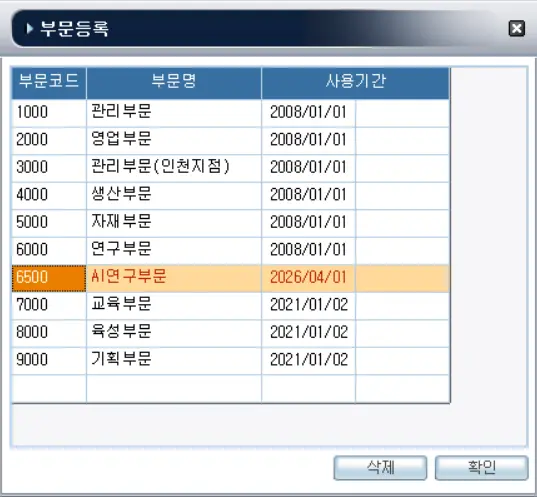 부문등록
부문코드 부문명 사용기간
1000 관리부문 2008/01/01
2000 영업부문 2008/01/01
3000 관리부문(인천지점) 2008/01/01
4000 생산부문 2008/01/01
5000 자재부문 2008/01/01
6000 연구부문 2008/01/01
6500 AI연구부문 2026/04/01
7000 교육부문 2021/01/02
8000 육성부문 2021/01/02
9000 기획부문 2021/01/02
삭제 확인